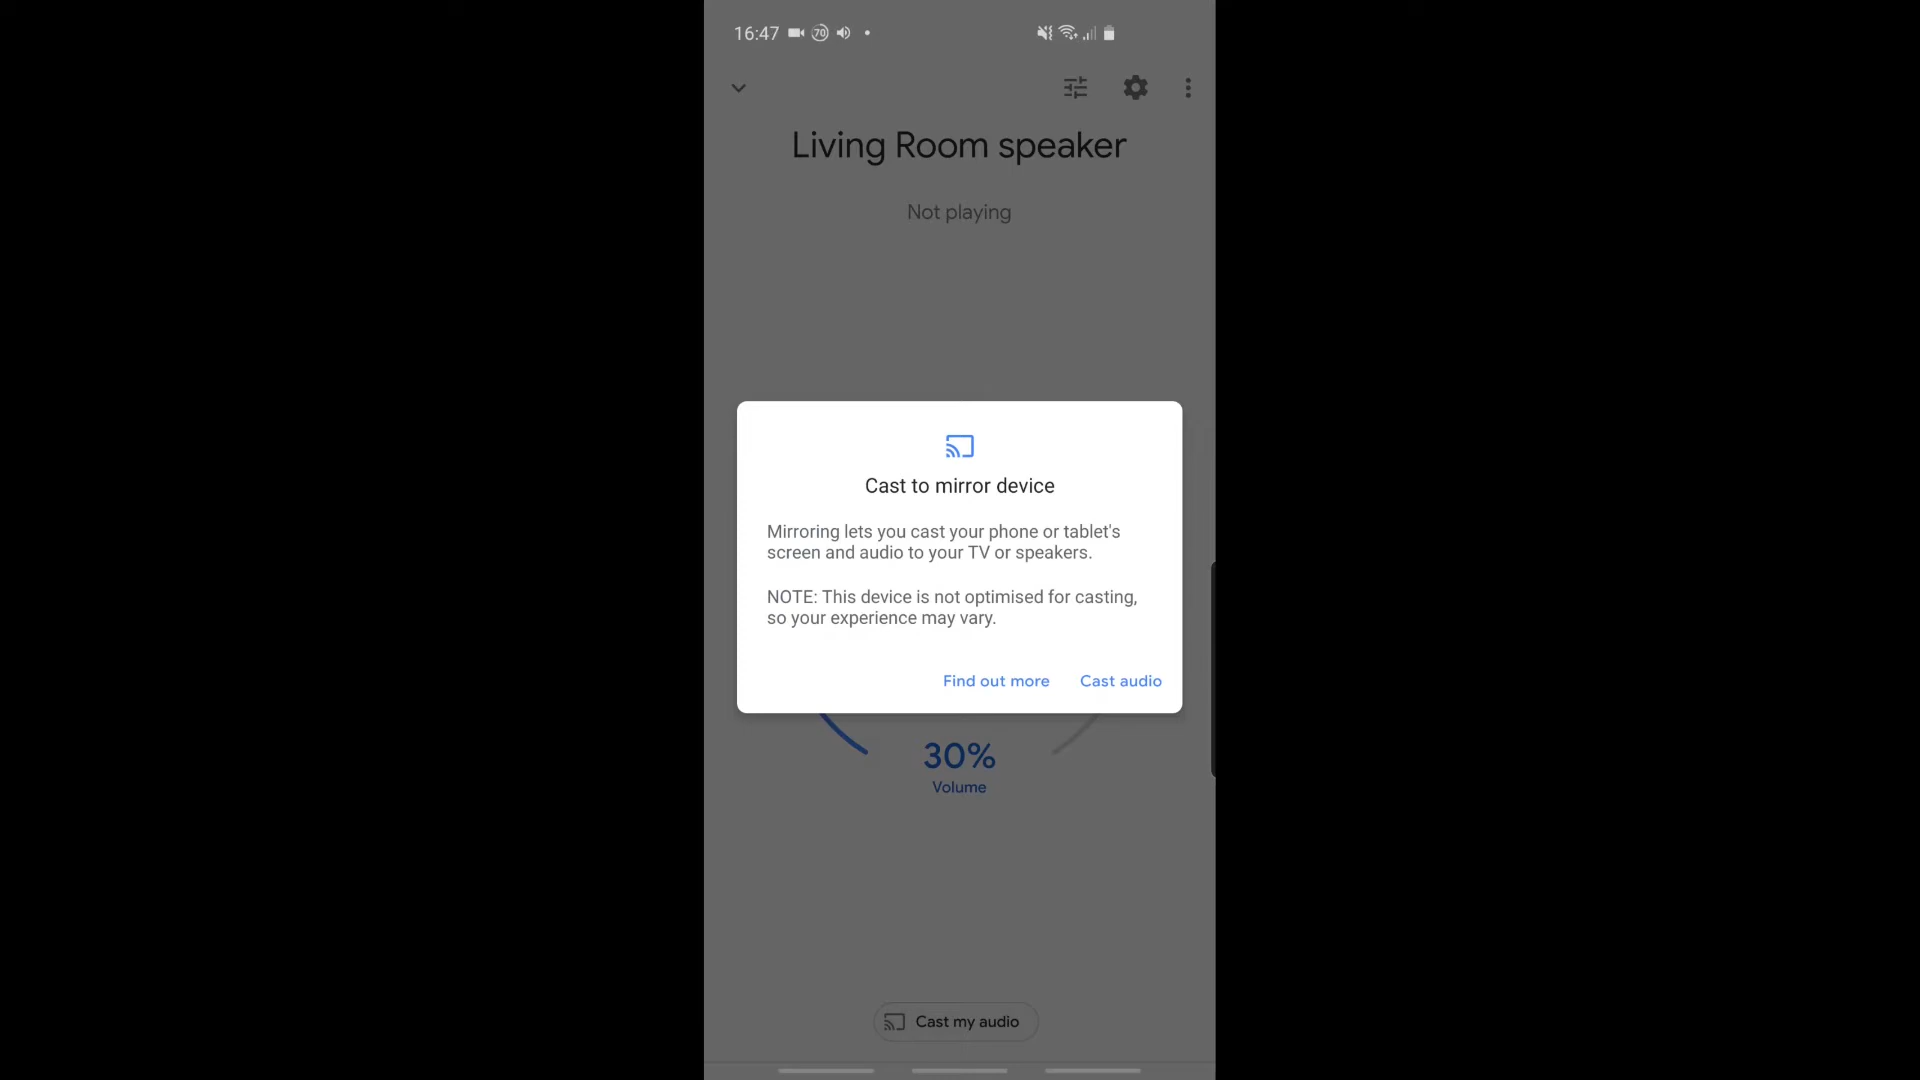 16:47 70
Living Room speaker
Not playing
Cast to mirror device
Mirroring lets you cast your phone or tablet's
screen and audio to your TV or speakers.
NOTE: This device is not optimised for casting,
so your experience may vary.
Find out more Cast audio
30%
Volume
Cast my audio